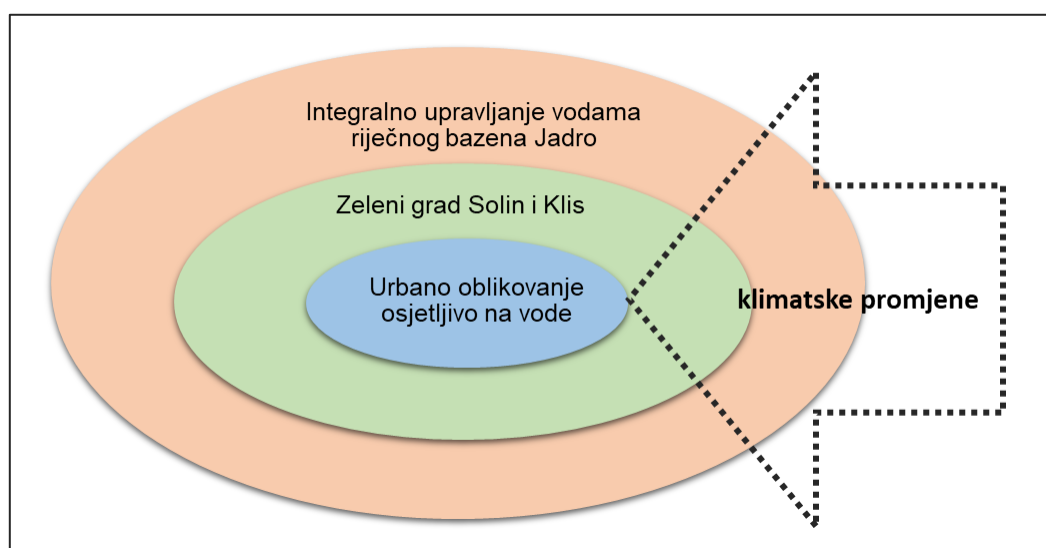 Integralno upravljanje vodama
riječnog bazena Jadro
Zeleni grad Solin i Klis
Urbano oblikovanje
osjetljivo na vode
klimatske promjene